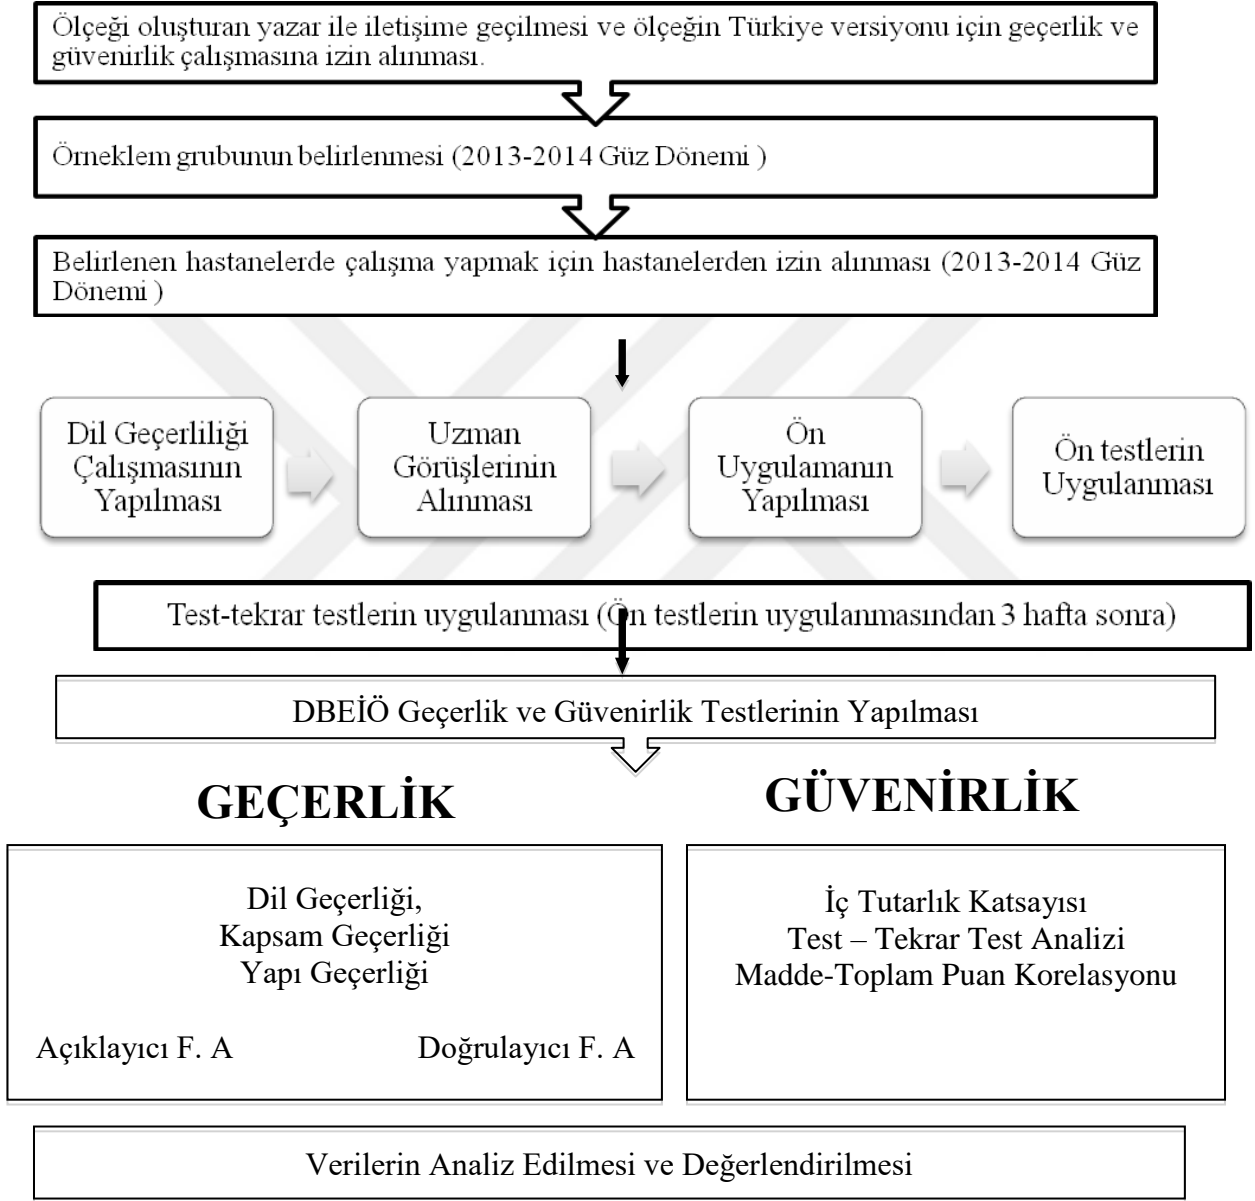 Ölçeği oluşturan yazar ile iletişime geçilmesi ve ölçeğin Türkiye versiyonu için geçerlik ve
güvenirlik çalışmasına izin alınması.
Örneklem grubunun belirlenmesi (2013-2014 Güz Dönemi )
Belirlenen hastanelerde çalışma yapmak için hastanelerden izin alınması (2013-2014 Güz
Dönemi )
Dil Geçerliliği
Çalışmasının
Yapılması
Uzman
Görüşlerinin
Alınması
Ön
Uygulamanın
Yapılması
Ön testlerin
Uygulanması
Test-tekrar testlerin uygulanması (Ön testlerin uygulanmasından 3 hafta sonra)
DBEİÖ Geçerlik ve Güvenirlik Testlerinin Yapılması
GEÇERLİK
Dil Geçerliği,
Kapsam Geçerliği
Yapı Geçerliği
Açıklayıcı F. A Doğrulayıcı F. A
GÜVENİRLİK
İç Tutarlık Katsayısı
Test – Tekrar Test Analizi
Madde-Toplam Puan Korelasyonu
Verilerin Analiz Edilmesi ve Değerlendirilmesi